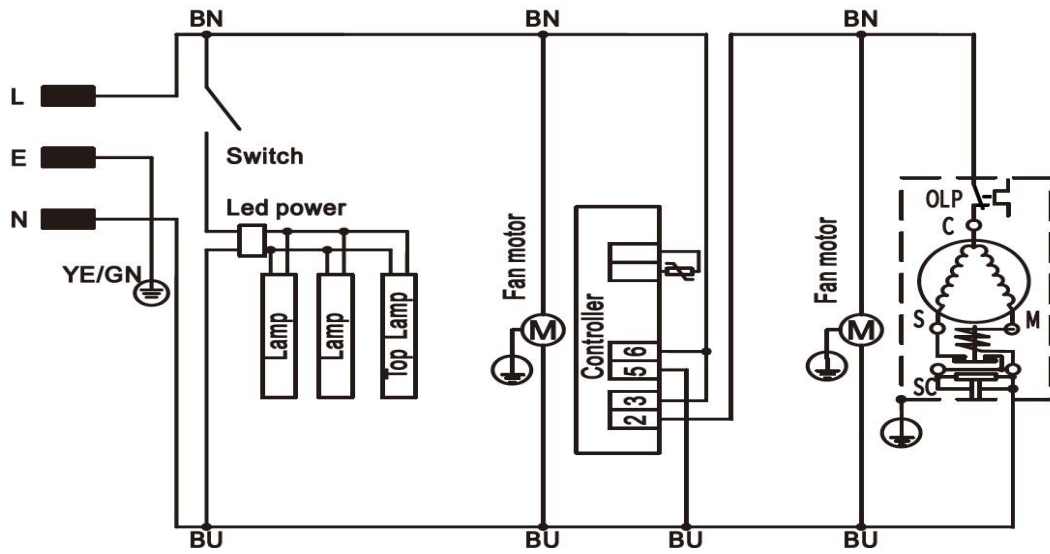 BN
BN
BN
L
E
N
YE/GN
Switch
Led power
Lamp
Lamp
Top Lamp
Fan motor
M
Controller
6
5
3
2
Fan motor
M
OLP
C
S
M
SC
BU
BU
BU
BU